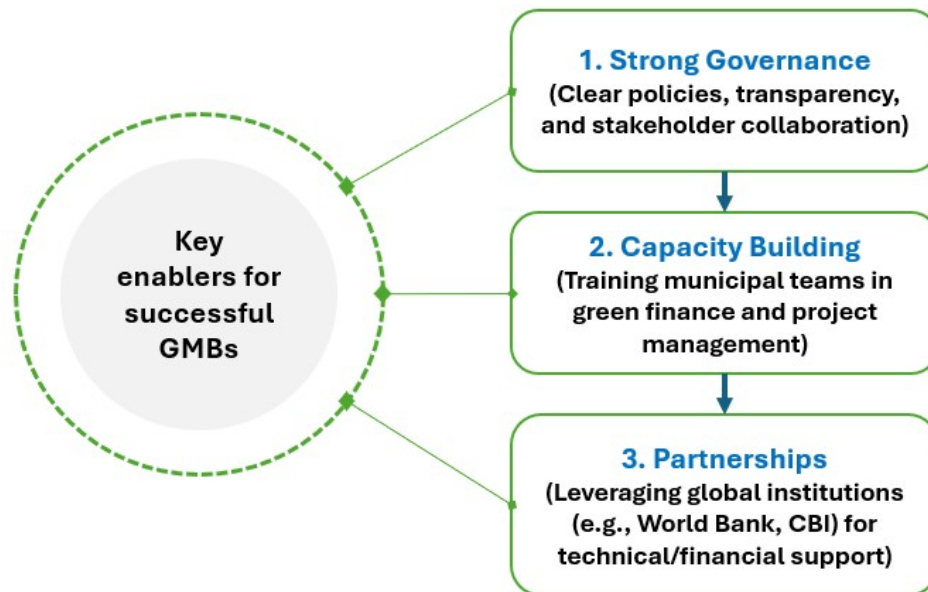 Key
enablers for
successful
GMBs
1. Strong Governance
(Clear policies, transparency,
and stakeholder collaboration)
2. Capacity Building
(Training municipal teams in
green finance and project
management)
3. Partnerships
(Leveraging global institutions
(e.g., World Bank, CBI) for
technical/financial support)